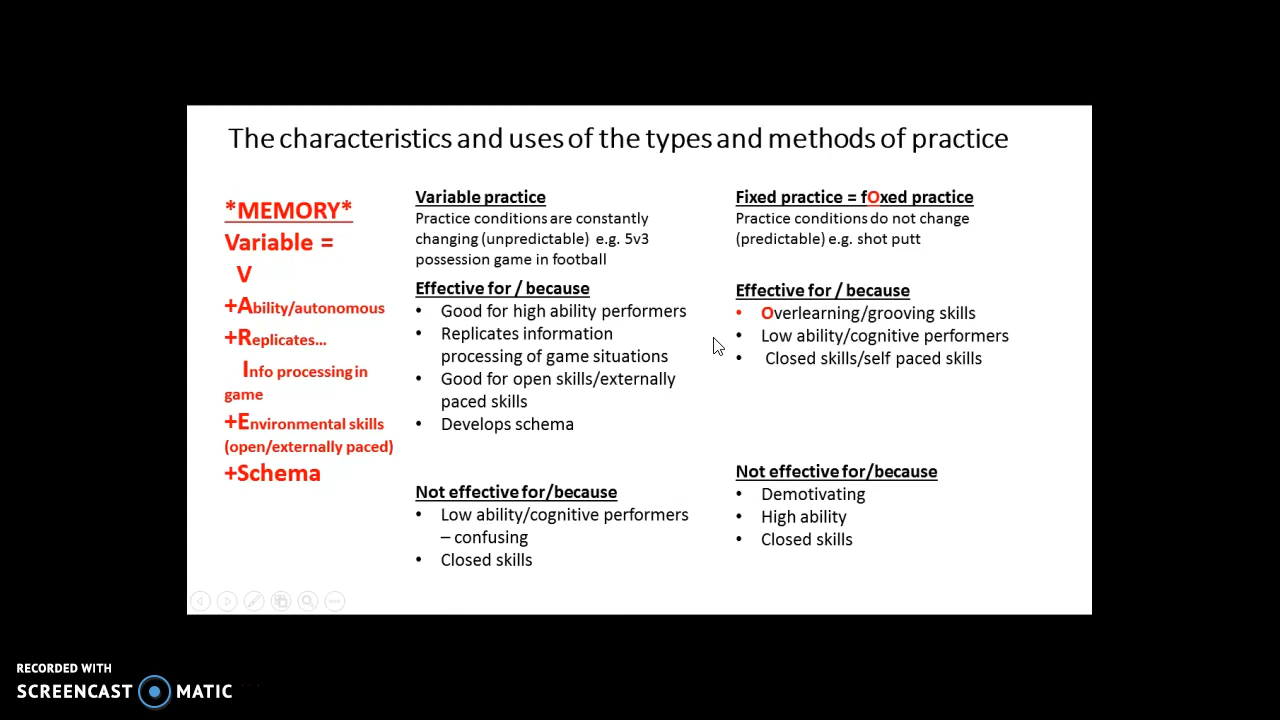 The characteristics and uses of the types and methods of practice
*MEMORY*
Variable =
V
+Ability/autonomous
+Replicates…
Info processing in
game
+Environmental skills
(open/externally paced)
+Schema
Variable practice
Practice conditions are constantly
changing (unpredictable) e.g. 5v3
possession game in football
Effective for / because
• Good for high ability performers
• Replicates information
processing of game situations
• Good for open skills/externally
paced skills
• Develops schema
Not effective for/because
• Low ability/cognitive performers
– confusing
• Closed skills
Fixed practice = fOxed practice
Practice conditions do not change
(predictable) e.g. shot putt
Effective for / because
• Overlearning/grooving skills
• Low ability/cognitive performers
• Closed skills/self paced skills
Not effective for/because
• Demotivating
• High ability
• Closed skills
RECORDED WITH
SCREENCAST MATIC